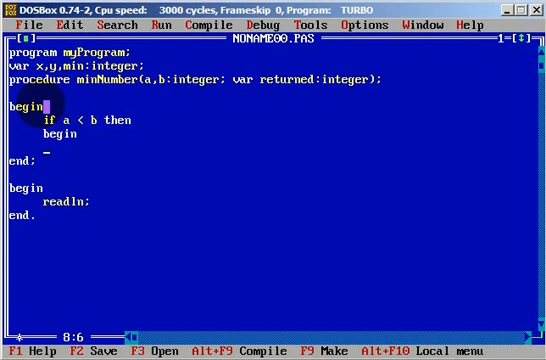 DOSBox 0.74-2, Cpu speed: 3000 cycles, Frameskip 0, Program: TURBO
File Edit Search Run Compile Debug Tools Options Window Help
NONAME00.PAS 1=[↕]
program myProgram;
var x,y,min:integer;
procedure minNumber(a,b:integer; var returned:integer);
begin
if a < b then
begin
_
end;
begin
readln;
end.
* 8:6
F1 Help F2 Save F3 Open Alt+F9 Compile F9 Make Alt+F10 Local menu